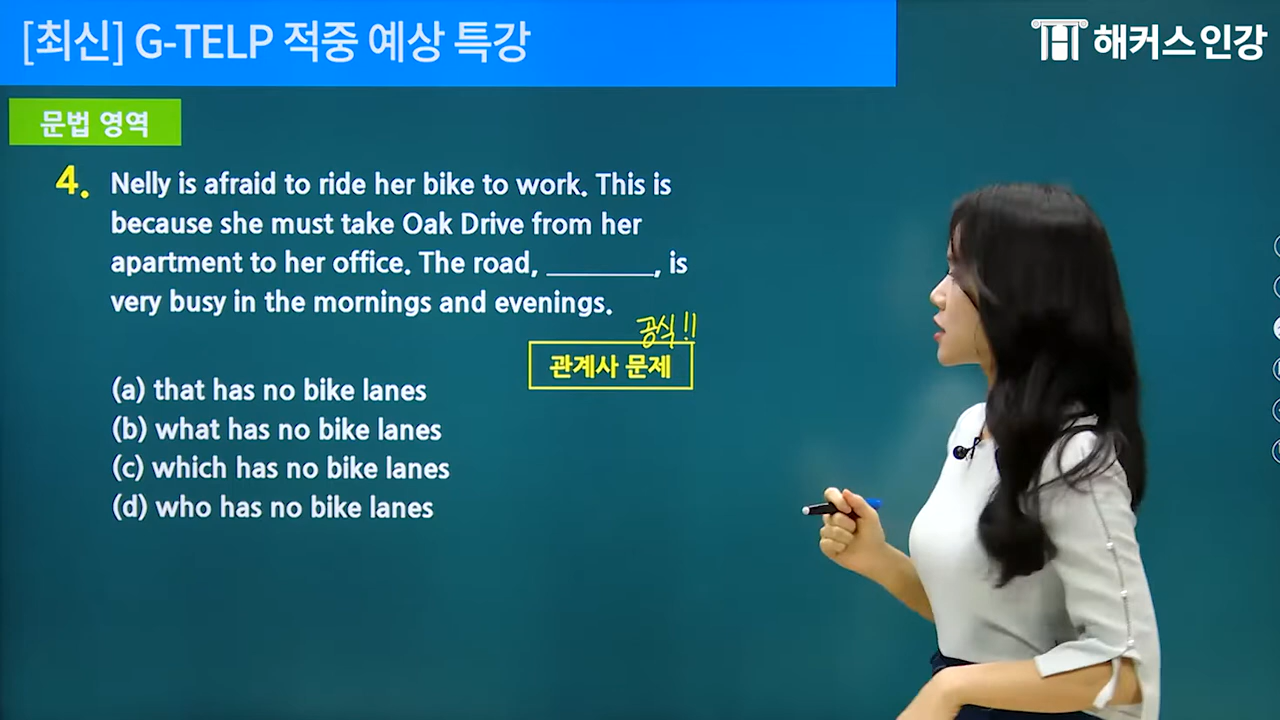 [최신] G-TELP 적중 예상 특강
해커스인강
문법 영역
4. Nelly is afraid to ride her bike to work. This is
because she must take Oak Drive from her
apartment to her office. The road, ________, is
very busy in the mornings and evenings.
공식!!
관계사 문제
(a) that has no bike lanes
(b) what has no bike lanes
(c) which has no bike lanes
(d) who has no bike lanes